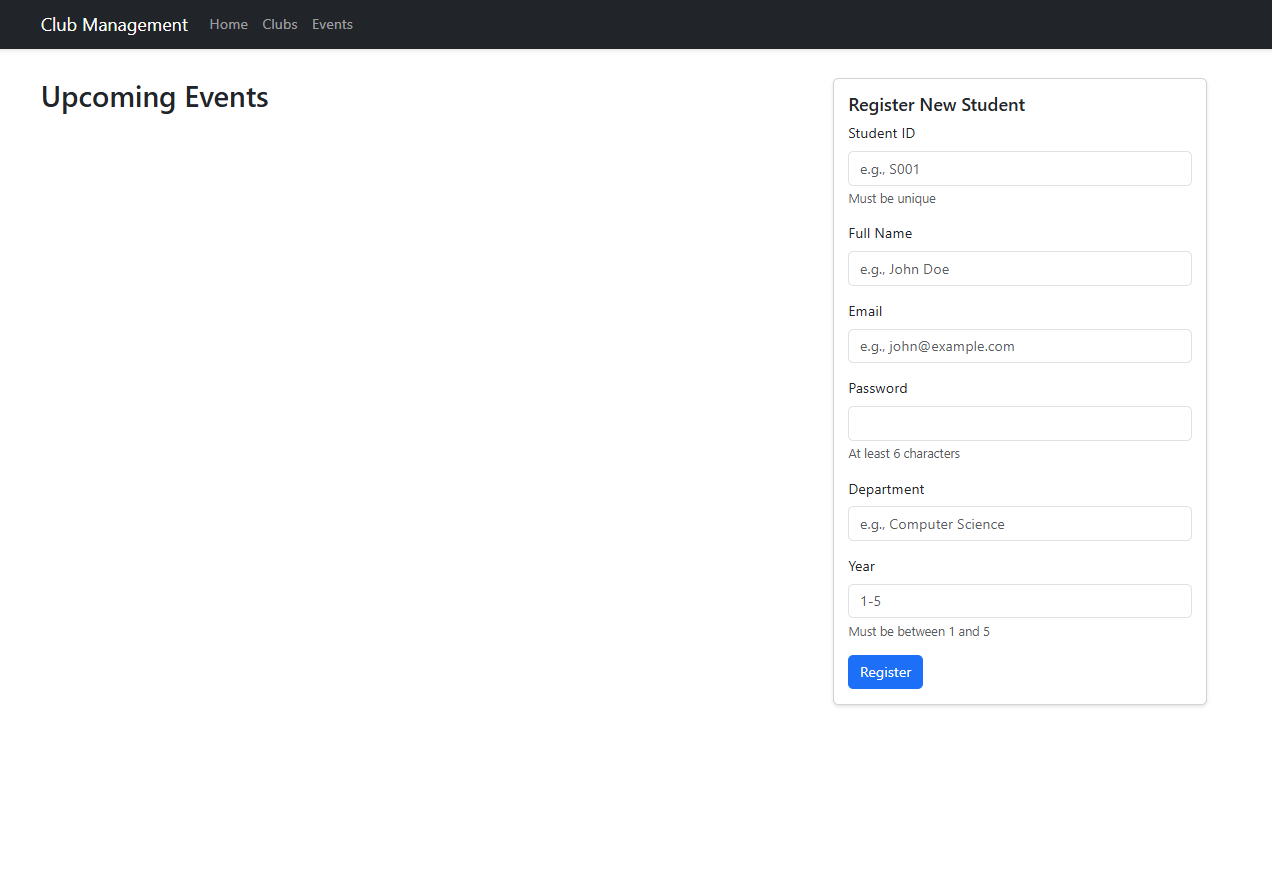 Club Management Home Clubs Events
Upcoming Events
Register New Student
Student ID
e.g., S001
Must be unique
Full Name
e.g., John Doe
Email
e.g., john@example.com
Password
At least 6 characters
Department
e.g., Computer Science
Year
1-5
Must be between 1 and 5
Register